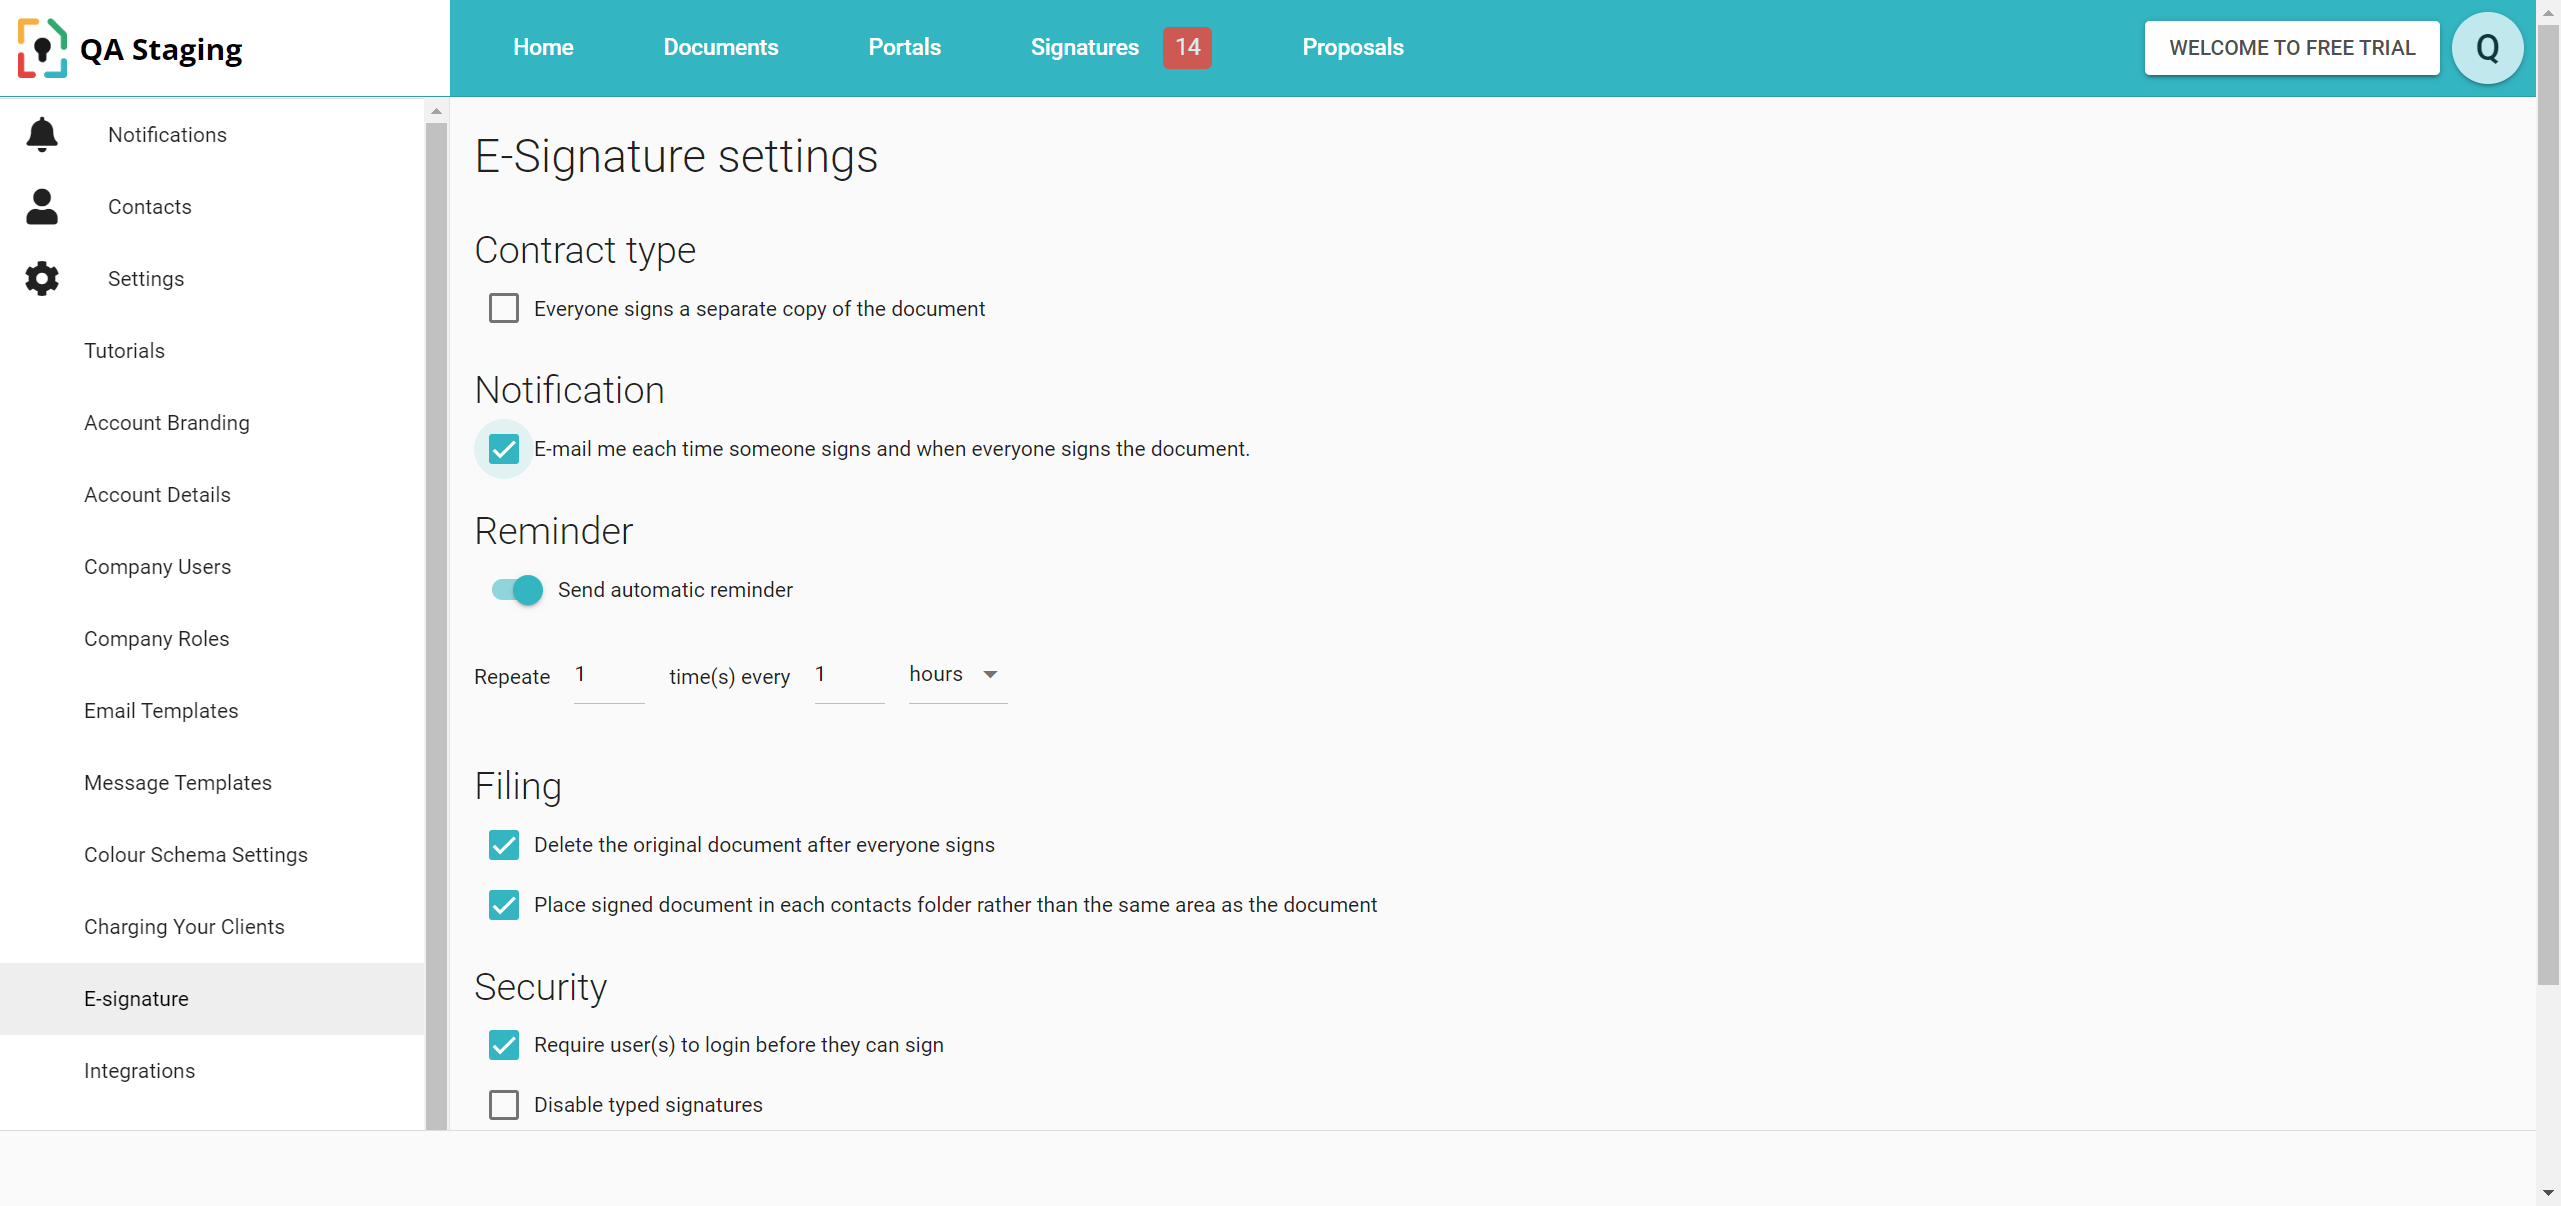 QA Staging
Home Documents Portals Signatures 14 Proposals
WELCOME TO FREE TRIAL Q
Notifications
Contacts
Settings
Tutorials
Account Branding
Account Details
Company Users
Company Roles
Email Templates
Message Templates
Colour Schema Settings
Charging Your Clients
E-signature
Integrations
E-Signature settings
Contract type
Everyone signs a separate copy of the document
Notification
E-mail me each time someone signs and when everyone signs the document.
Reminder
Send automatic reminder
Repeate 1 time(s) every 1 hours
Filing
Delete the original document after everyone signs
Place signed document in each contacts folder rather than the same area as the document
Security
Require user(s) to login before they can sign
Disable typed signatures